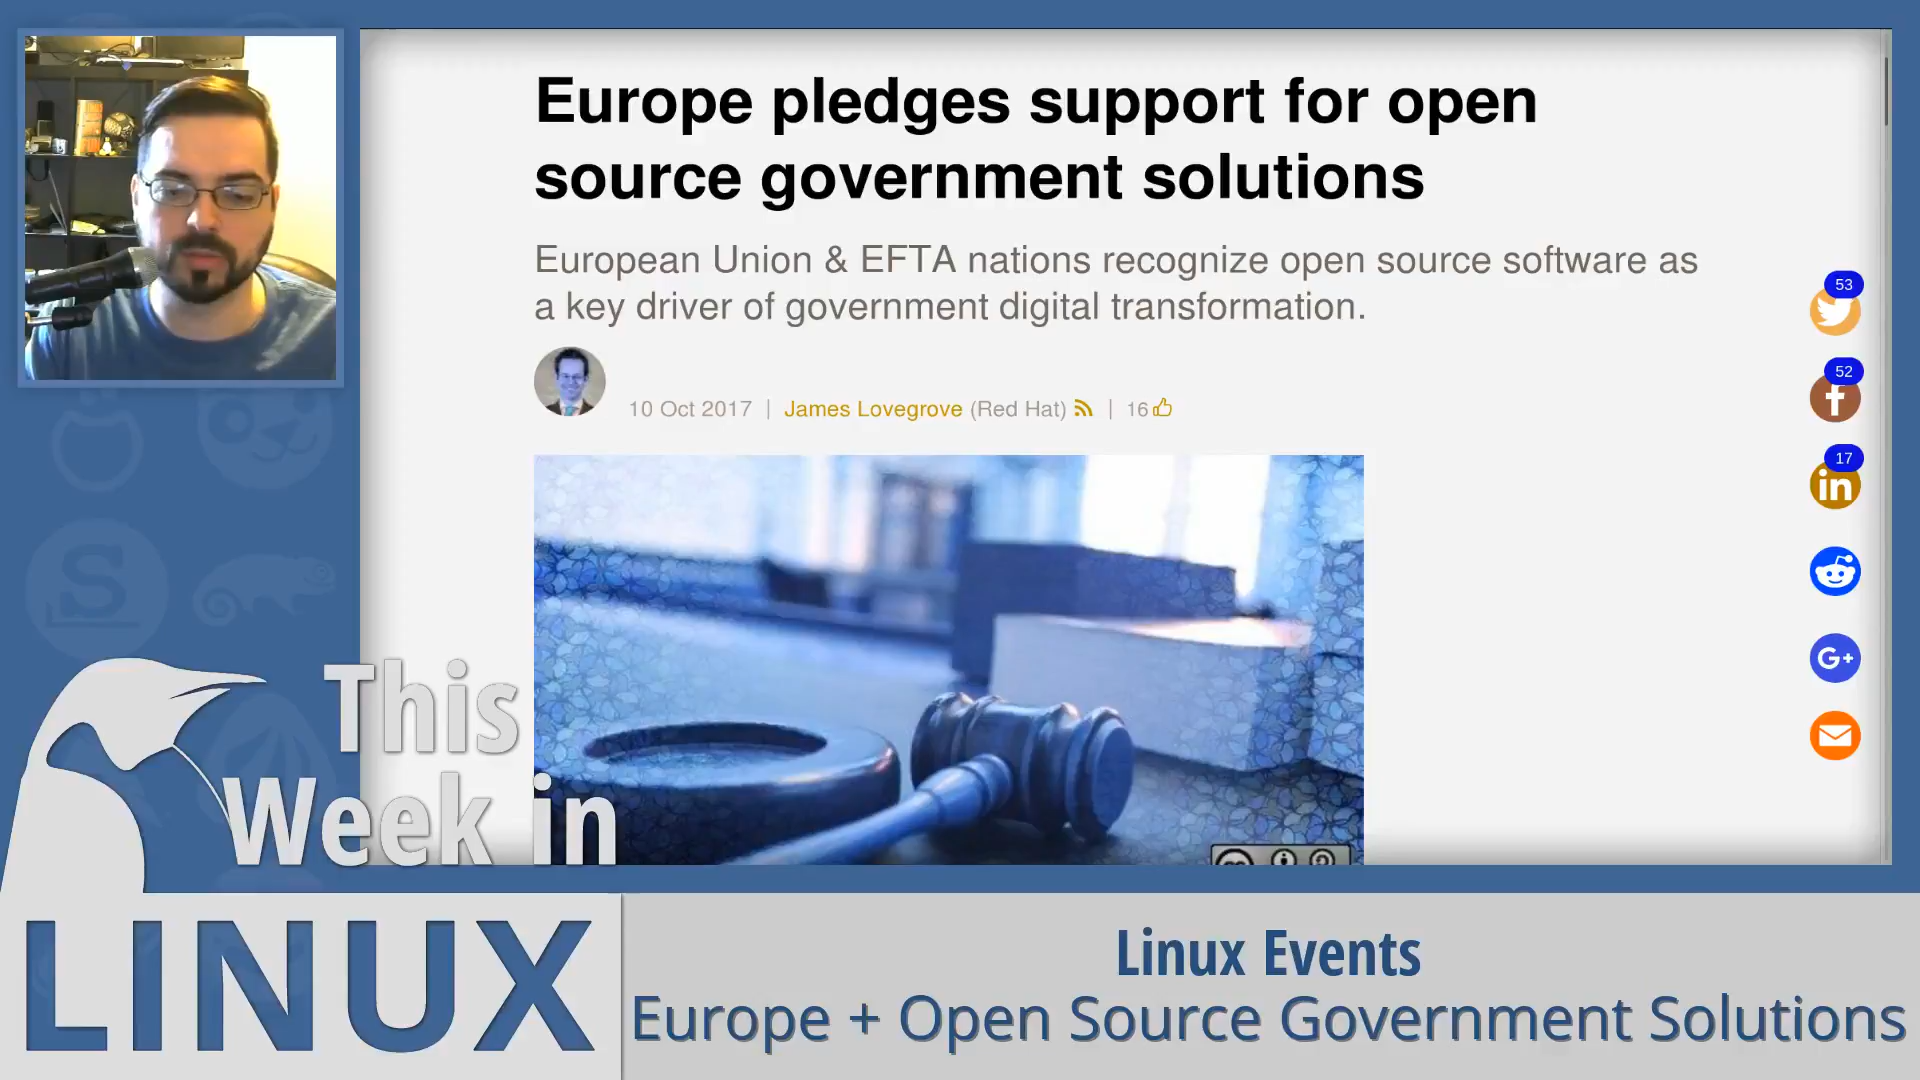 Europe pledges support for open
source government solutions
European Union & EFTA nations recognize open source software as
a key driver of government digital transformation.
10 Oct 2017 | James Lovegrove (Red Hat) | 16
53
52
17
in
G+
This
Week in
LINUX
Linux Events
Europe + Open Source Government Solutions